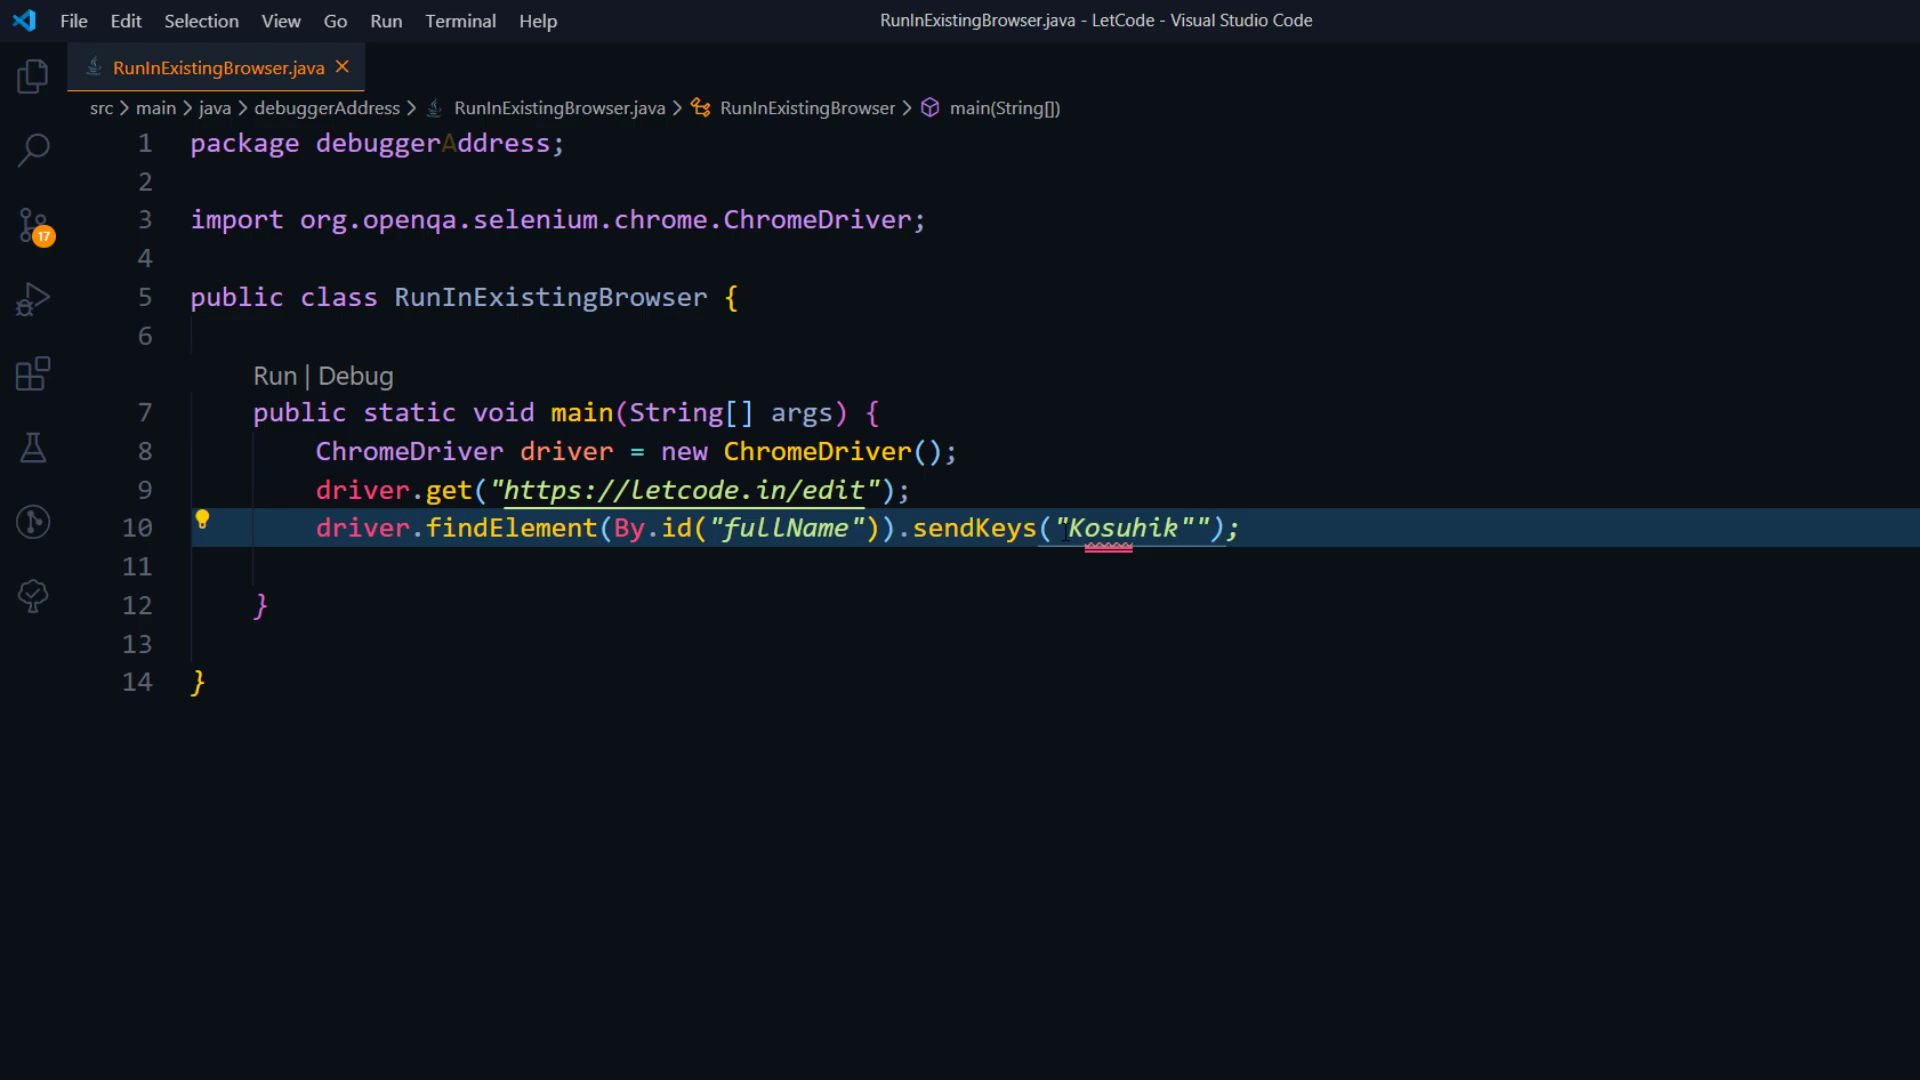 File Edit Selection View Go Run Terminal Help RunInExistingBrowser.java - LetCode - Visual Studio Code
RunInExistingBrowser.java
src > main > java > debuggerAddress > RunInExistingBrowser.java > RunInExistingBrowser > main(String[])
1 package debuggerAddress;
2
3 import org.openqa.selenium.chrome.ChromeDriver;
4
5 public class RunInExistingBrowser {
6
Run | Debug
7 public static void main(String[] args) {
8 ChromeDriver driver = new ChromeDriver();
9 driver.get("https://letcode.in/edit");
10 driver.findElement(By.id("fullName")).sendKeys("Kosuhik"");
11
12 }
13
14 }
17